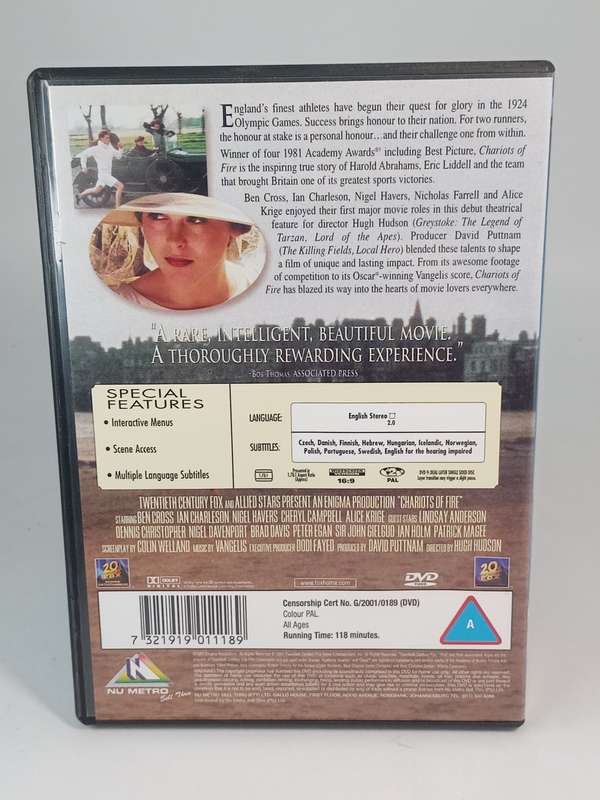 England's finest athletes have begun their quest for glory in the 1924
Olympic Games. Success brings honour to their nation. For two runners,
the honour at stake is a personal honour...and their challenge one from within.
Winner of four 1981 Academy Awards® including Best Picture, Chariots of
Fire is the inspiring true story of Harold Abrahams, Eric Liddell and the team
that brought Britain one of its greatest sports victories.
Ben Cross, Ian Charleson, Nigel Havers, Nicholas Farrell and Alice
Krige enjoyed their first major movie roles in this debut theatrical
feature for director Hugh Hudson (Greystoke: The Legend of
Tarzan, Lord of the Apes). Producer David Puttnam
(The Killing Fields, Local Hero) blended these talents to shape
a film of unique and lasting impact. From its awesome footage
of competition to its Oscar®-winning Vangelis score, Chariots of
Fire has blazed its way into the hearts of movie lovers everywhere.
"A RARE, INTELLIGENT, BEAUTIFUL MOVIE.
A THOROUGHLY REWARDING EXPERIENCE."
-BOB THOMAS, ASSOCIATED PRESS
SPECIAL
FEATURES
• Interactive Menus
• Scene Access
• Multiple Language Subtitles
LANGUAGE:
English Stereo
2.0
SUBTITLES:
Czech, Danish, Finnish, Hebrew, Hungarian, Icelandic, Norwegian,
Polish, Portuguese, Swedish, English for the hearing impaired
16:9
PAL
TWENTIETH CENTURY FOX AND ALLIED STARS PRESENT AN ENIGMA PRODUCTION "CHARIOTS OF FIRE"
STARRING BEN CROSS IAN CHARLESON NIGEL HAVERS CHERYL CAMPBELL ALICE KRIGE GUEST STARS LINDSAY ANDERSON
DENNIS CHRISTOPHER NIGEL DAVENPORT BRAD DAVIS PETER EGAN SIR JOHN GIELGUD IAN HOLM PATRICK MAGEE
SCREENPLAY BY COLIN WELLAND MUSIC BY VANGELIS EXECUTIVE PRODUCER DODI FAYED PRODUCED BY DAVID PUTTNAM DIRECTED BY HUGH HUDSON
DOLBY
DIGITAL
www.foxhome.com
DVD
7 321919 011189
Censorship Cert No. G/2001/0189 (DVD)
Colour PAL.
All Ages
Running Time: 118 minutes.
A
NU METRO
Sell Thru